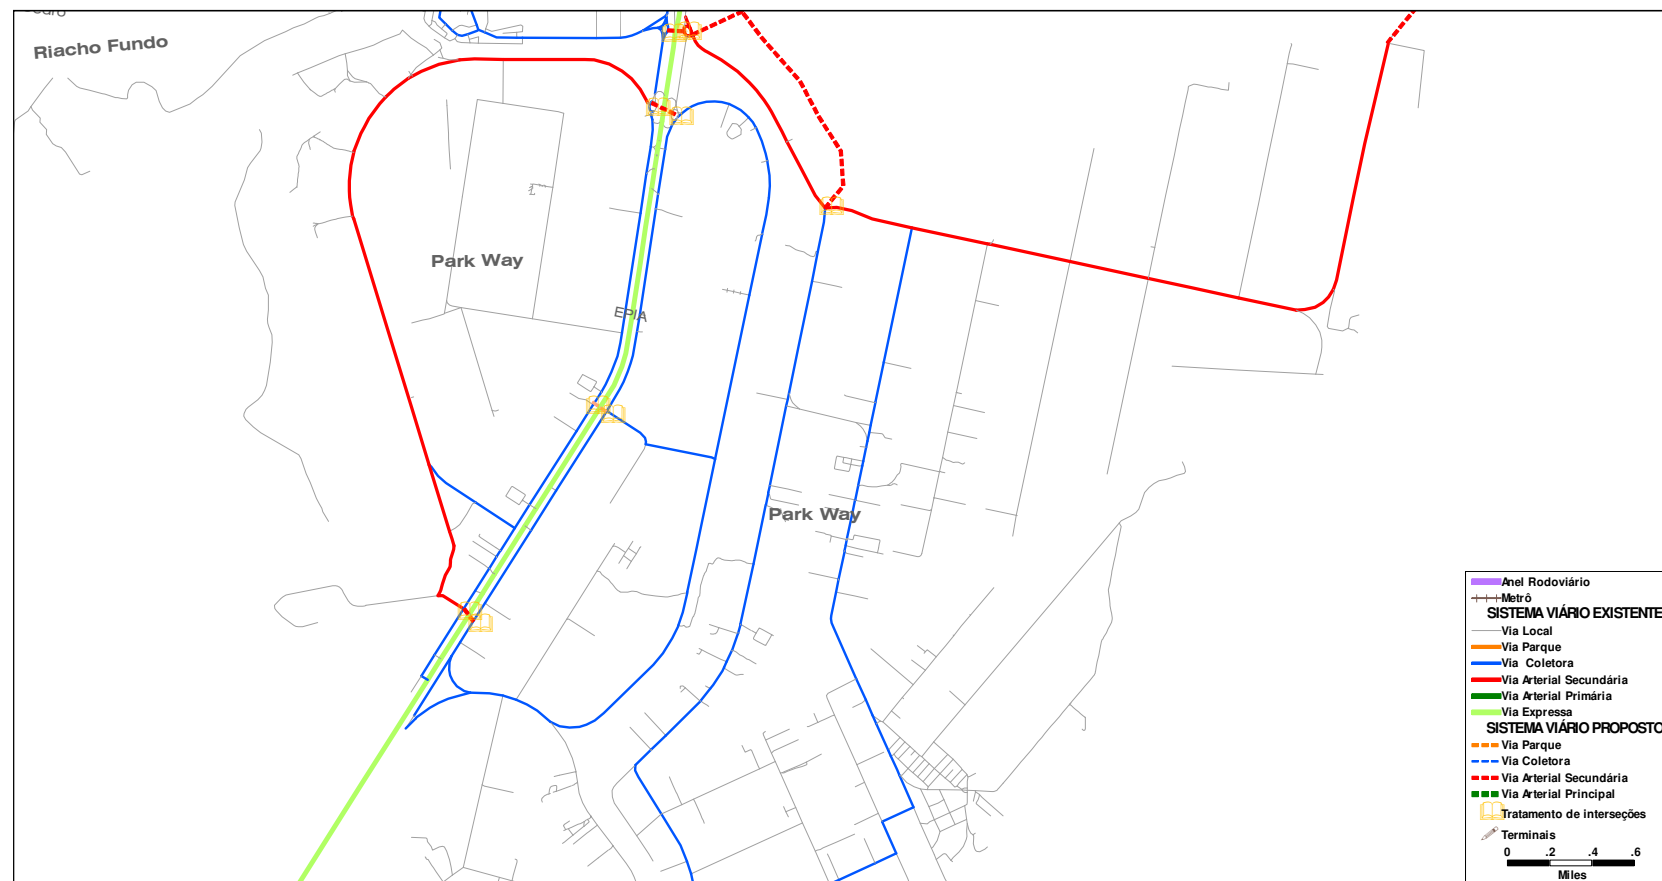 Riacho Fundo
Park Way
EPIA
Park Way
Anel Rodoviário
Metrô
SISTEMA VIÁRIO EXISTENTE
Via Local
Via Parque
Via Coletora
Via Arterial Secundária
Via Arterial Primária
Via Expressa
SISTEMA VIÁRIO PROPOSTO
Via Parque
Via Coletora
Via Arterial Secundária
Via Arterial Principal
Tratamento de interseções
Terminais
0 .2 .4 .6
Miles